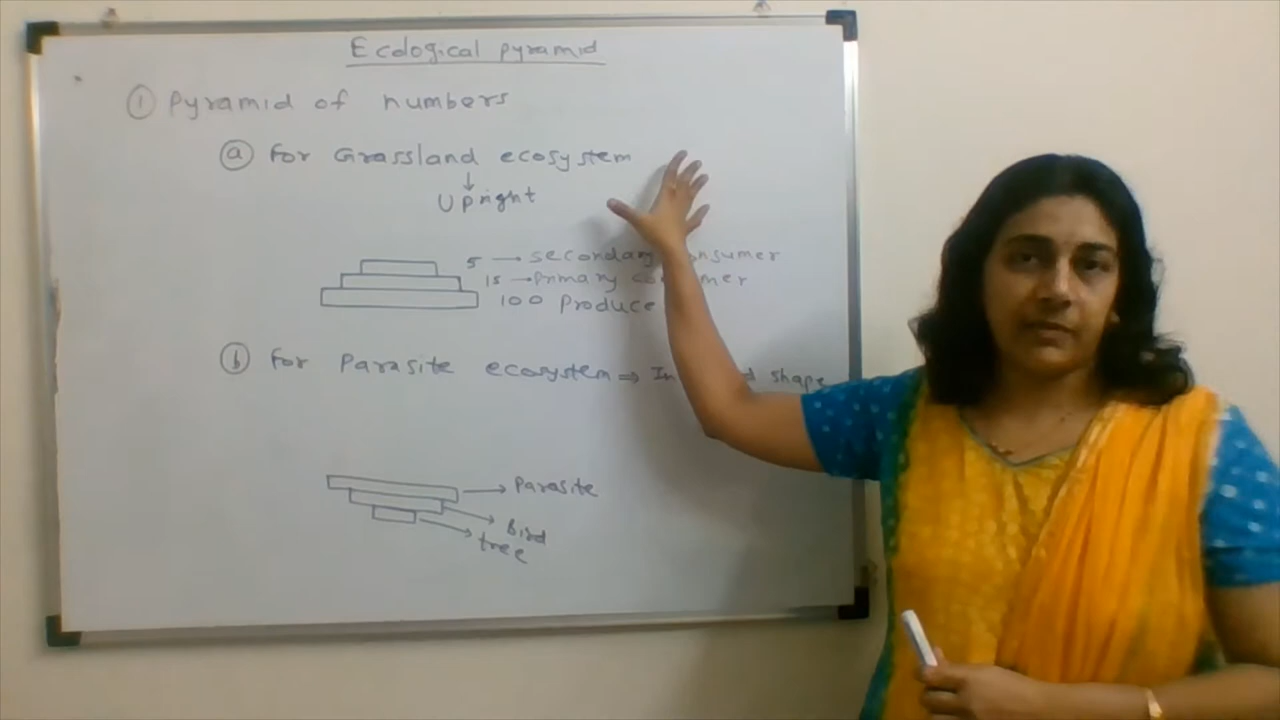 Ecological pyramid
① Pyramid of numbers
ⓐ For Grassland ecosystem
↓
Upright
5 → secondary
15 → Primary
100 Produce
ⓑ For Parasite ecosystem ⇒ shape
→ Parasite
→ Bird
→ tree